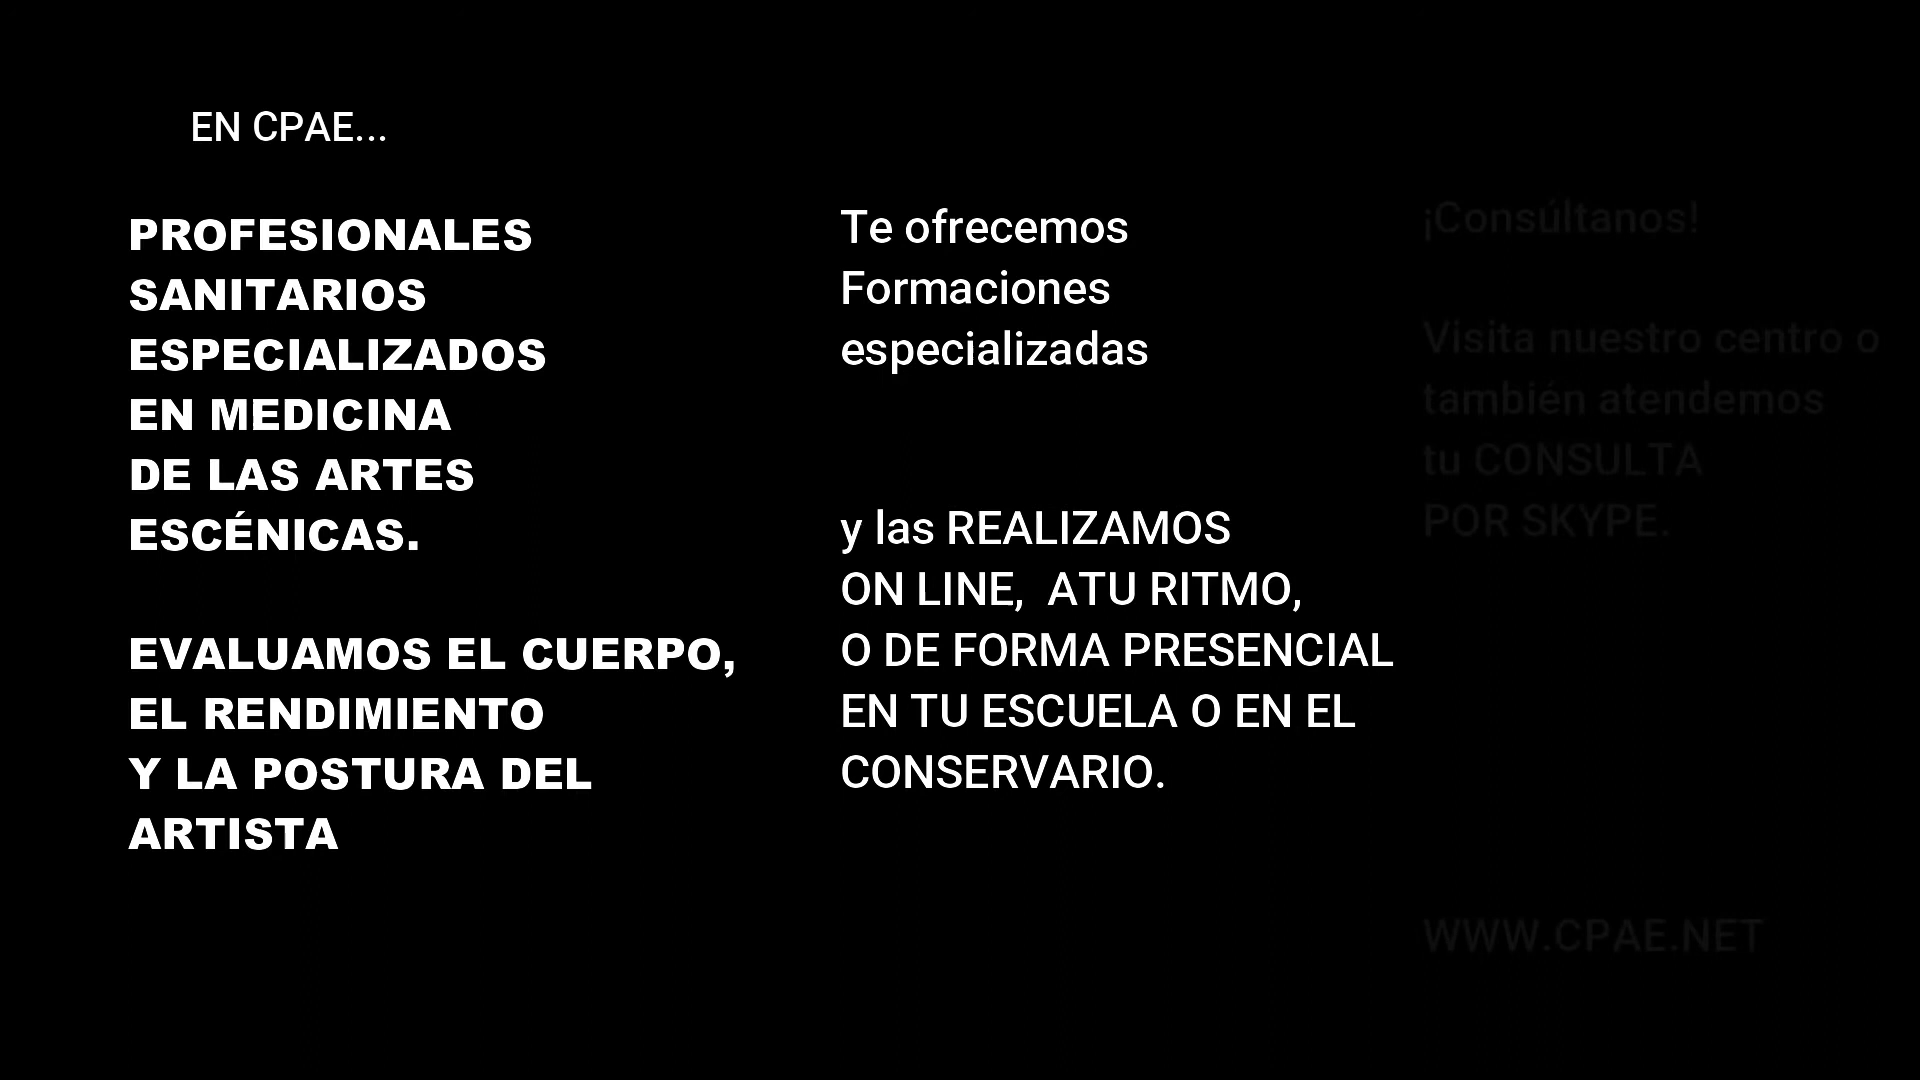 EN CPAE...
PROFESIONALES
SANITARIOS
ESPECIALIZADOS
EN MEDICINA
DE LAS ARTES
ESCÉNICAS.
EVALUAMOS EL CUERPO,
EL RENDIMIENTO
Y LA POSTURA DEL
ARTISTA
Te ofrecemos
Formaciones
especializadas
y las REALIZAMOS
ON LINE,  ATU RITMO,
O DE FORMA PRESENCIAL
EN TU ESCUELA O EN EL
CONSERVARIO.
¡Consúltanos!
Visita nuestro centro o
también atendemos
tu CONSULTA
POR SKYPE.
WWW.CPAE.NET